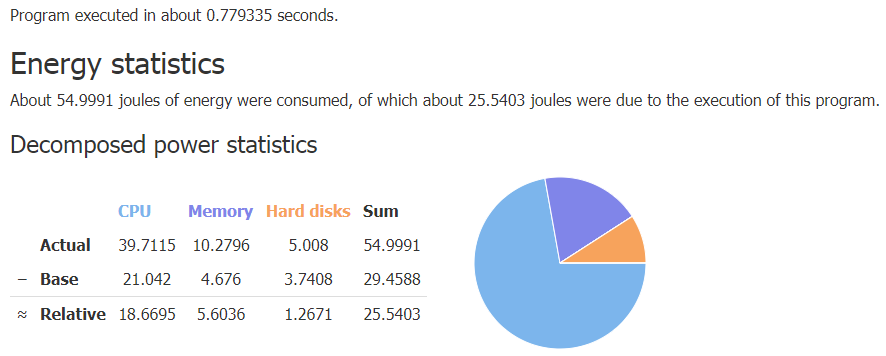 Program executed in about 0.779335 seconds.
Energy statistics
About 54.9991 joules of energy were consumed, of which about 25.5403 joules were due to the execution of this program.
Decomposed power statistics
CPU Memory Hard disks Sum
Actual 39.7115 10.2796 5.008 54.9991
− Base 21.042 4.676 3.7408 29.4588
≈ Relative 18.6695 5.6036 1.2671 25.5403